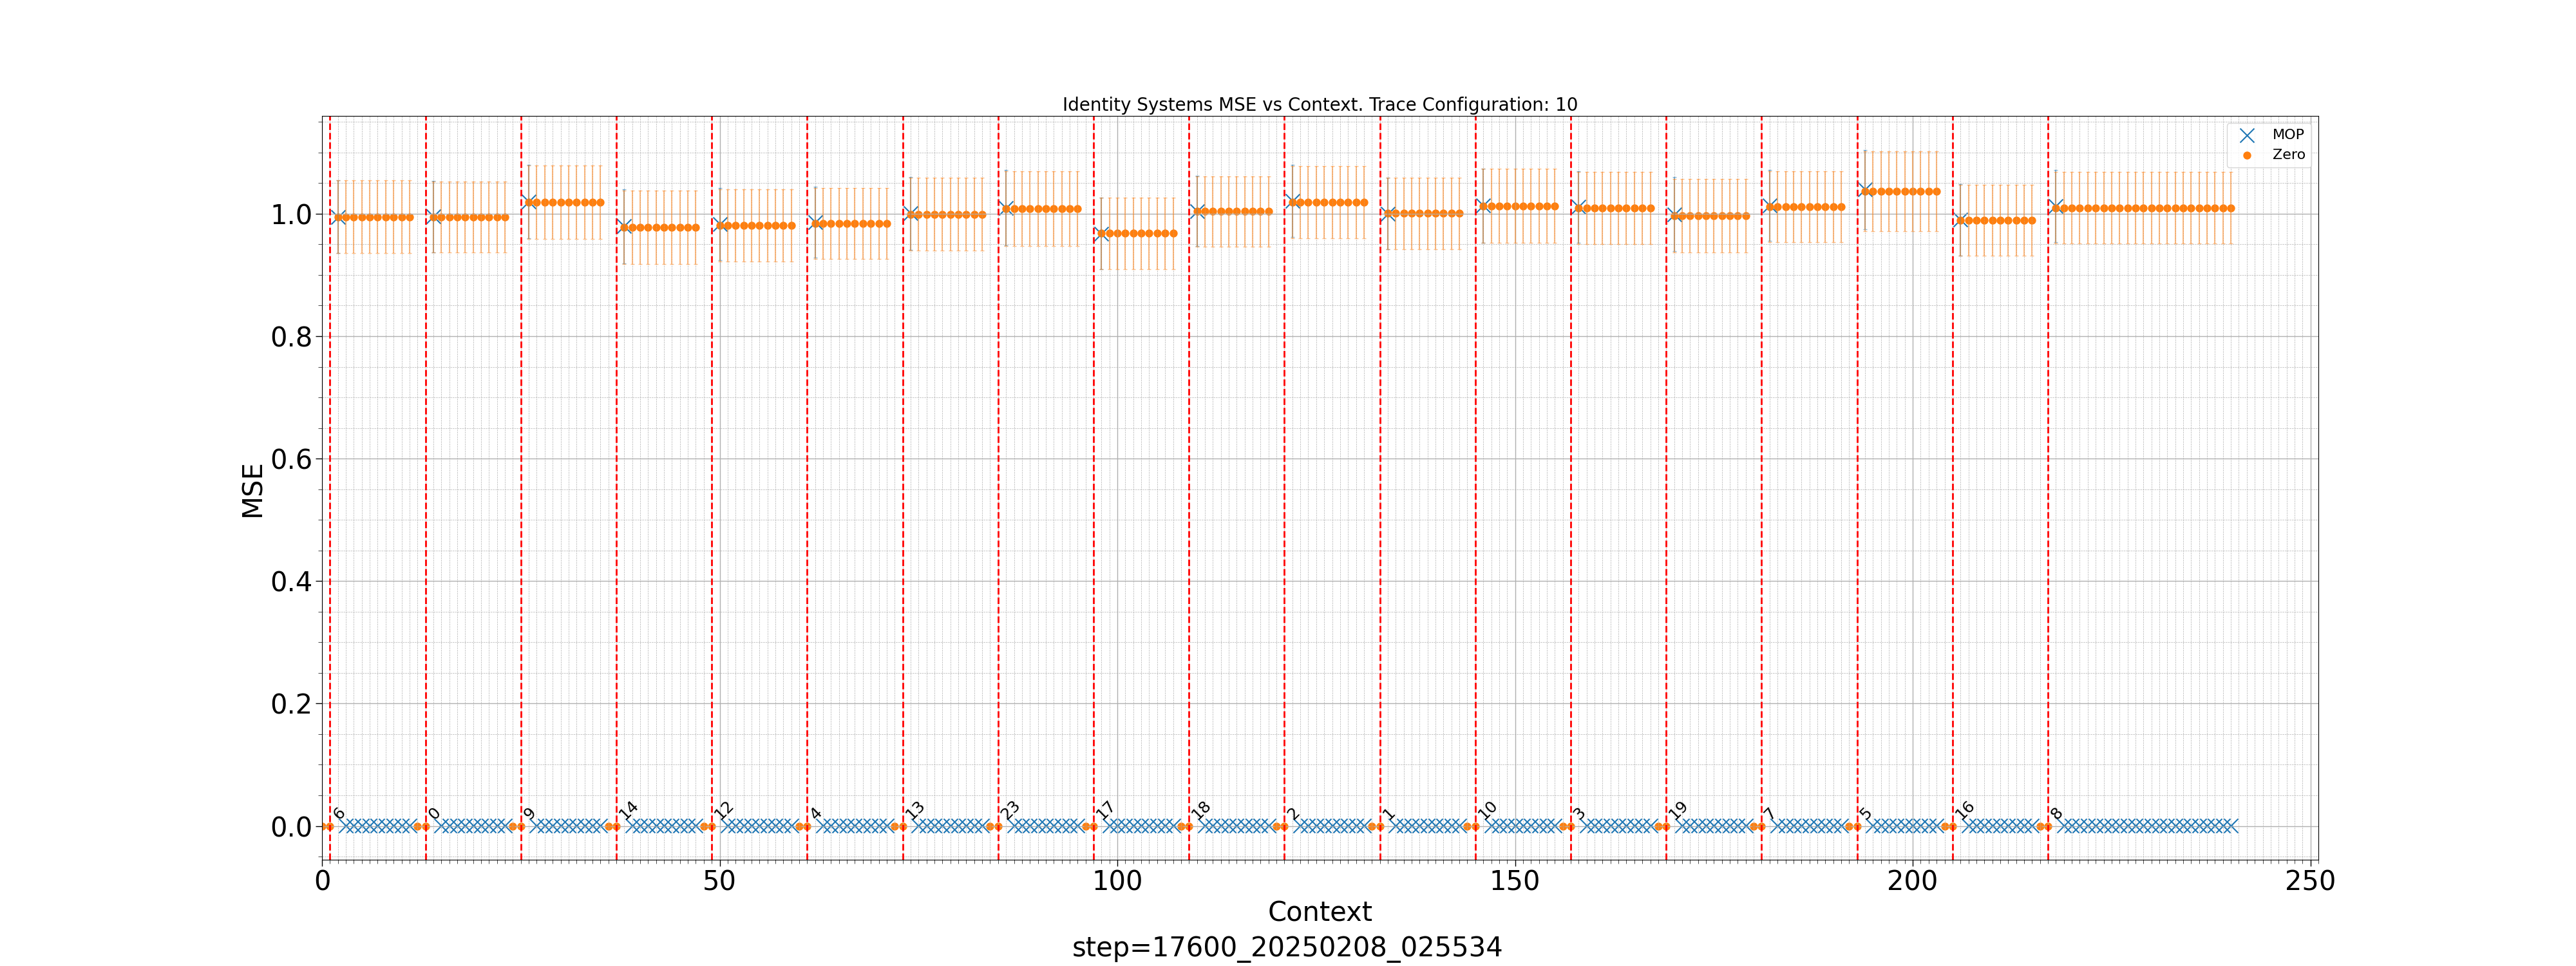 Identity Systems MSE vs Context. Trace Configuration: 10
MOP
Zero
MSE
1.0
0.8
0.6
0.4
0.2
0.0
6 0 9 14 12 4 13 23 17 18 2 1 10 3 19 7 5 16 8
0 50 100 150 200 250
Context
step=17600_20250208_025534